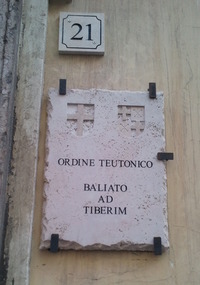 21
ORDINE TEUTONICO
BALIATO
AD
TIBERIM